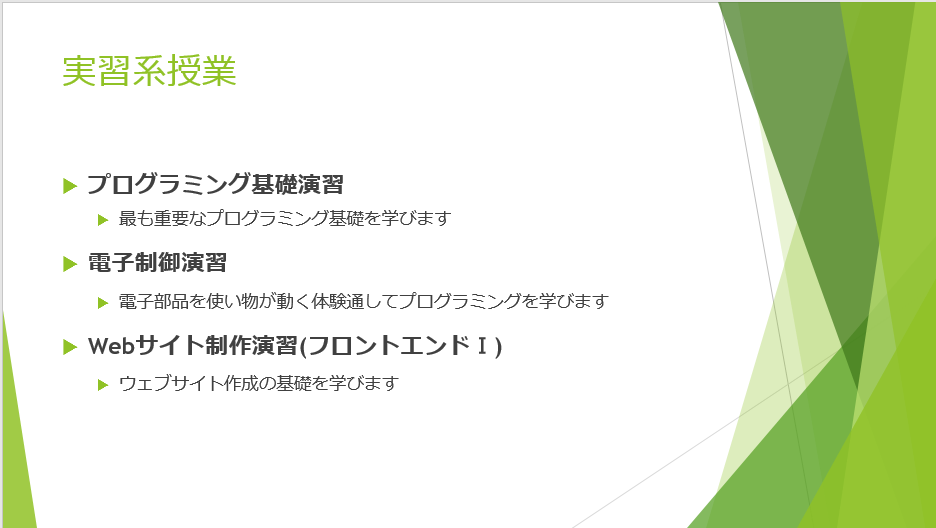 実習系授業
プログラミング基礎演習
最も重要なプログラミング基礎を学びます
電子制御演習
電子部品を使い物が動く体験通してプログラミングを学びます
Webサイト制作演習(フロントエンドⅠ)
ウェブサイト作成の基礎を学びます